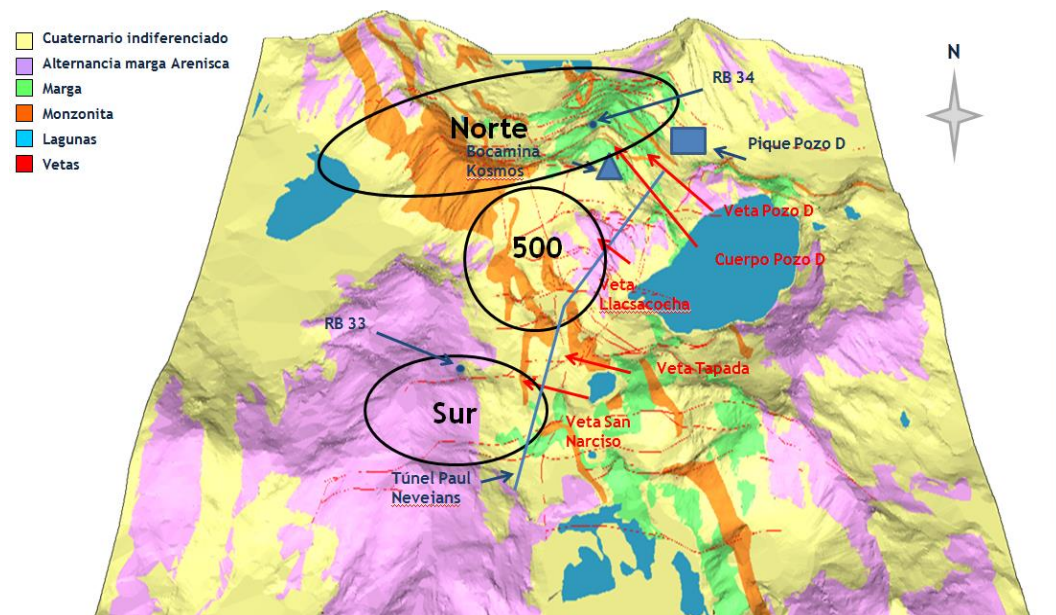 Cuaternario indiferenciado
Alternancia marga Arenisca
Marga
Monzonita
Lagunas
Vetas
N
RB 34
Norte
Bocamina
Kosmos
Pique Pozo D
Veta Pozo D
500
Cuerpo Pozo D
Veta
Llacsacocha
RB 33
Veta Tapada
Sur
Veta San
Narciso
Túnel Paul
Nevejans